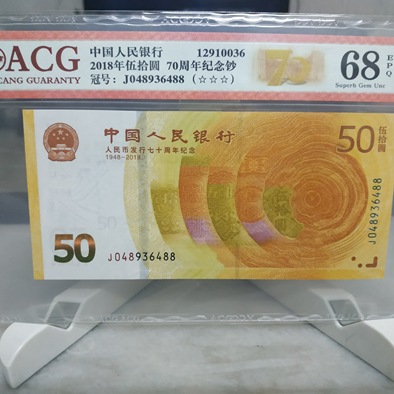 ACG
CANG GUARANTY
中国人民银行 12910036
2018年伍拾圆 70周年纪念钞
冠号: J048936488 (☆☆☆)
70
68
EPQ
Superb Gem Unc
中国人民银行
人民币发行七十周年纪念
1948-2018
50
伍拾圆
J048936488
50
J048936488